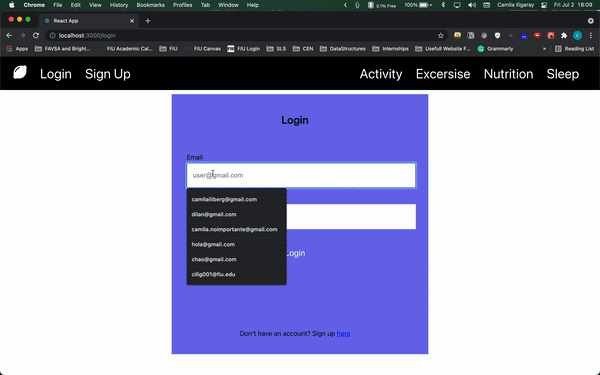 Chrome File Edit View History Bookmarks Profiles Tab Window Help 0.1% Free 100% Camila Iligaray Fri Jul 2 18:09
React App
localhost:3000/login
Apps FAVSA and Bright... FIU Academic Cal... FIU FIU Canvas FIU Login SLS CEN DataStructures Internships Usefull Website F... Grammarly Reading List
Login Sign Up Activity Excersise Nutrition Sleep
Login
Email
user@gmail.com
camilailiberg@gmail.com
dilan@gmail.com
camila.noimportante@gmail.com
hola@gmail.com
chao@gmail.com
cilig001@fiu.edu
Login
Don't have an account? Sign up here